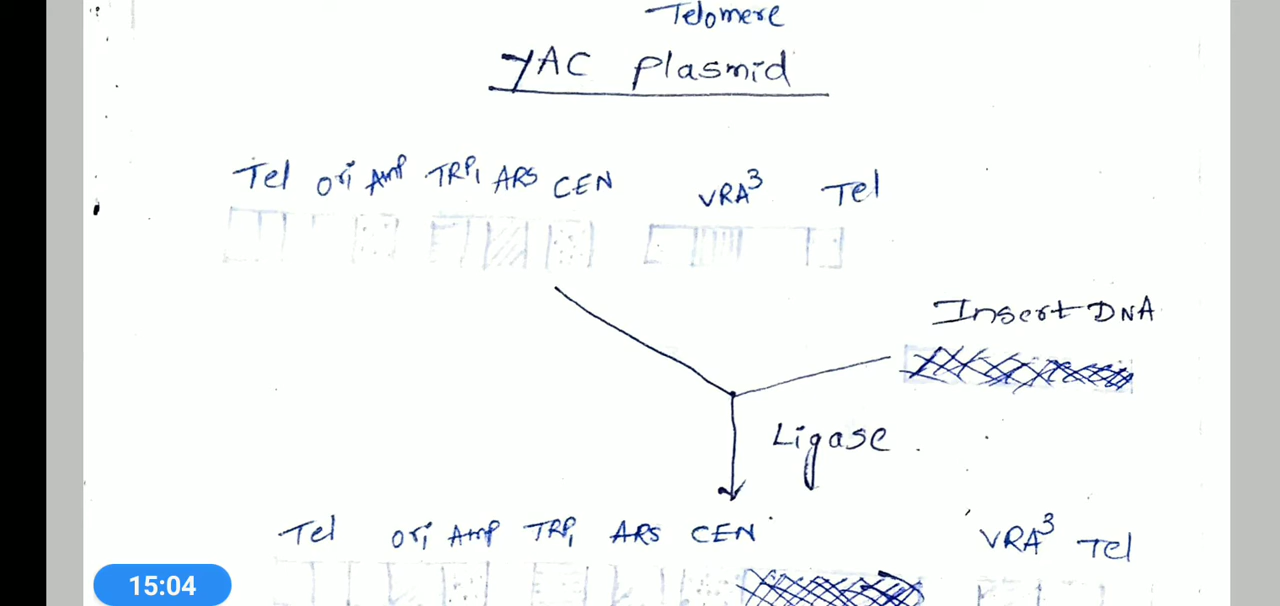 Telomere
YAC Plasmid
Tel ori Amp TRP1 ARS CEN VRA3 Tel
Insert DNA
Ligase.
Tel ori Amp TRP1 ARS CEN VRA3 Tel
15:04